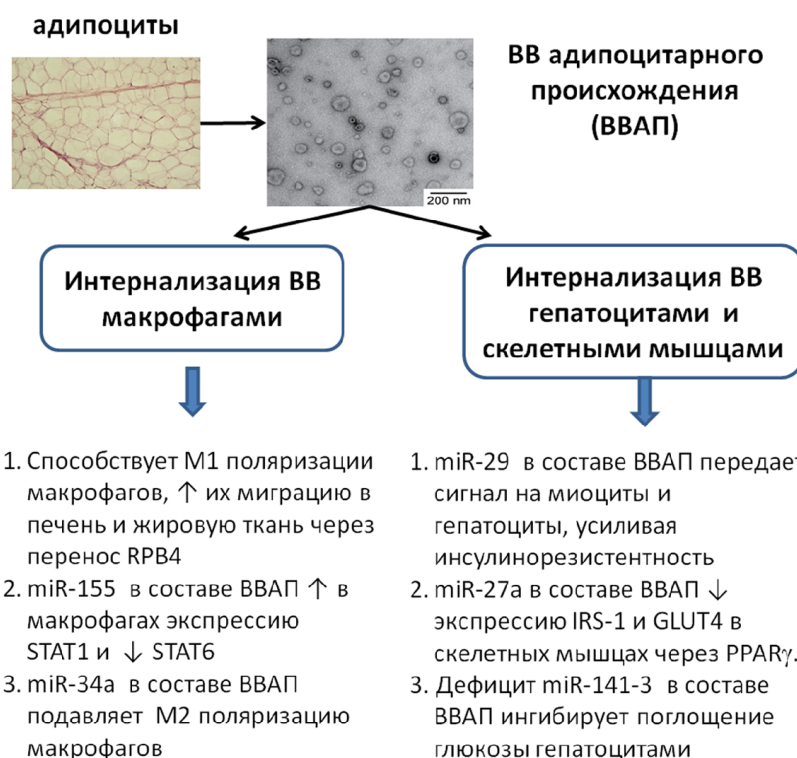 адипоциты
ВВ адипоцитарного
происхождения
(ВВАП)
200 nm
Интернализация ВВ
макрофагами
Интернализация ВВ
гепатоцитами и
скелетными мышцами
1. Способствует М1 поляризации
макрофагов, ↑ их миграцию в
печень и жировую ткань через
перенос RPB4
2. miR-155 в составе ВВАП ↑ в
макрофагах экспрессию
STAT1 и ↓ STAT6
3. miR-34a в составе ВВАП
подавляет М2 поляризацию
макрофагов
1. miR-29 в составе ВВАП передает
сигнал на миоциты и
гепатоциты, усиливая
инсулинорезистентность
2. miR-27a в составе ВВАП ↓
экспрессию IRS-1 и GLUT4 в
скелетных мышцах через PPARγ.
3. Дефицит miR-141-3 в составе
ВВАП ингибирует поглощение
глюкозы гепатоцитами